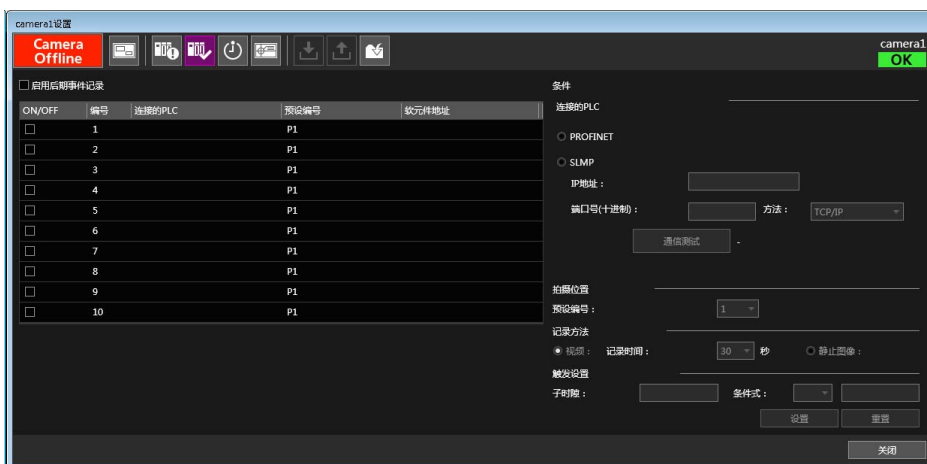 camera1设置
Camera Offline
camera1
OK
启用后期事件记录
ON/OFF 编号 连接的PLC 预设编号 软元件地址
1 P1
2 P1
3 P1
4 P1
5 P1
6 P1
7 P1
8 P1
9 P1
10 P1
条件
连接的PLC
PROFINET
SLMP
IP地址：
端口号(十进制)： 方法： TCP/IP
通信测试 -
拍摄位置
预设编号： 1
记录方法
视频： 记录时间： 30 秒 静止图像：
触发设置
子时隙： 条件式：
设置 重置
关闭